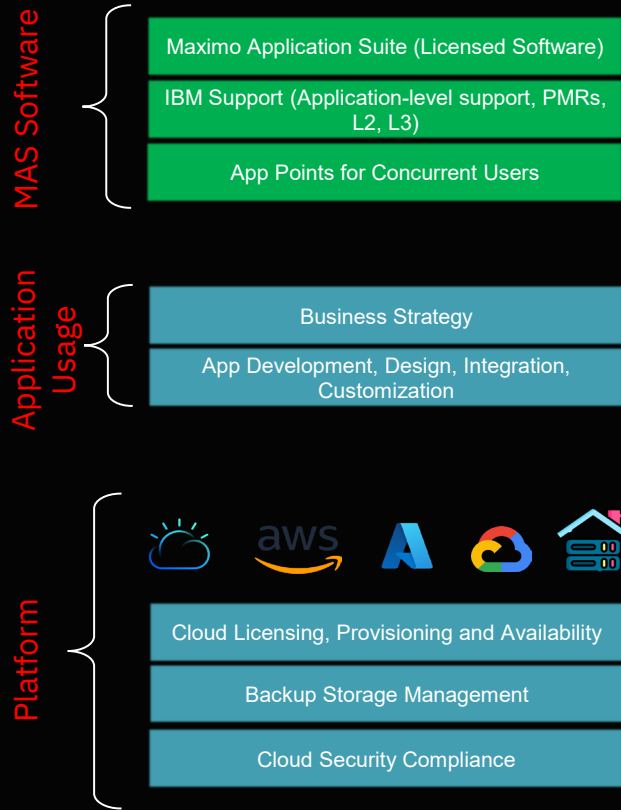 MAS Software
Maximo Application Suite (Licensed Software)
IBM Support (Application-level support, PMRs,
L2, L3)
App Points for Concurrent Users
Application
Usage
Business Strategy
App Development, Design, Integration,
Customization
Platform
aws
Cloud Licensing, Provisioning and Availability
Backup Storage Management
Cloud Security Compliance